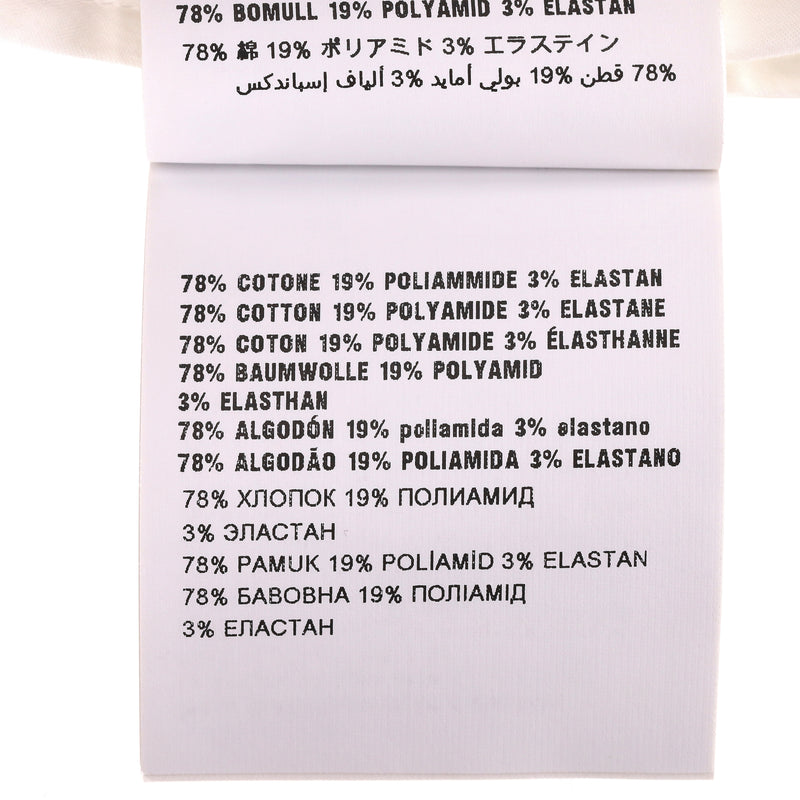 78% BOMULL 19% POLYAMID 3% ELASTAN
78% 綿 19% ポリアミド 3% エラステイン
78% قطن 19% بولي أمايد 3% ألياف إسباندكس
78% COTONE 19% POLIAMMIDE 3% ELASTAN
78% COTTON 19% POLYAMIDE 3% ELASTANE
78% COTON 19% POLYAMIDE 3% ÉLASTHANNE
78% BAUMWOLLE 19% POLYAMID
3% ELASTHAN
78% ALGODÓN 19% poliamida 3% elastano
78% ALGODÃO 19% POLIAMIDA 3% ELASTANO
78% ХЛОПОК 19% ПОЛИАМИД
3% ЭЛАСТАН
78% PAMUK 19% POLİAMİD 3% ELASTAN
78% БАВОВНА 19% ПОЛІАМІД
3% ЕЛАСТАН